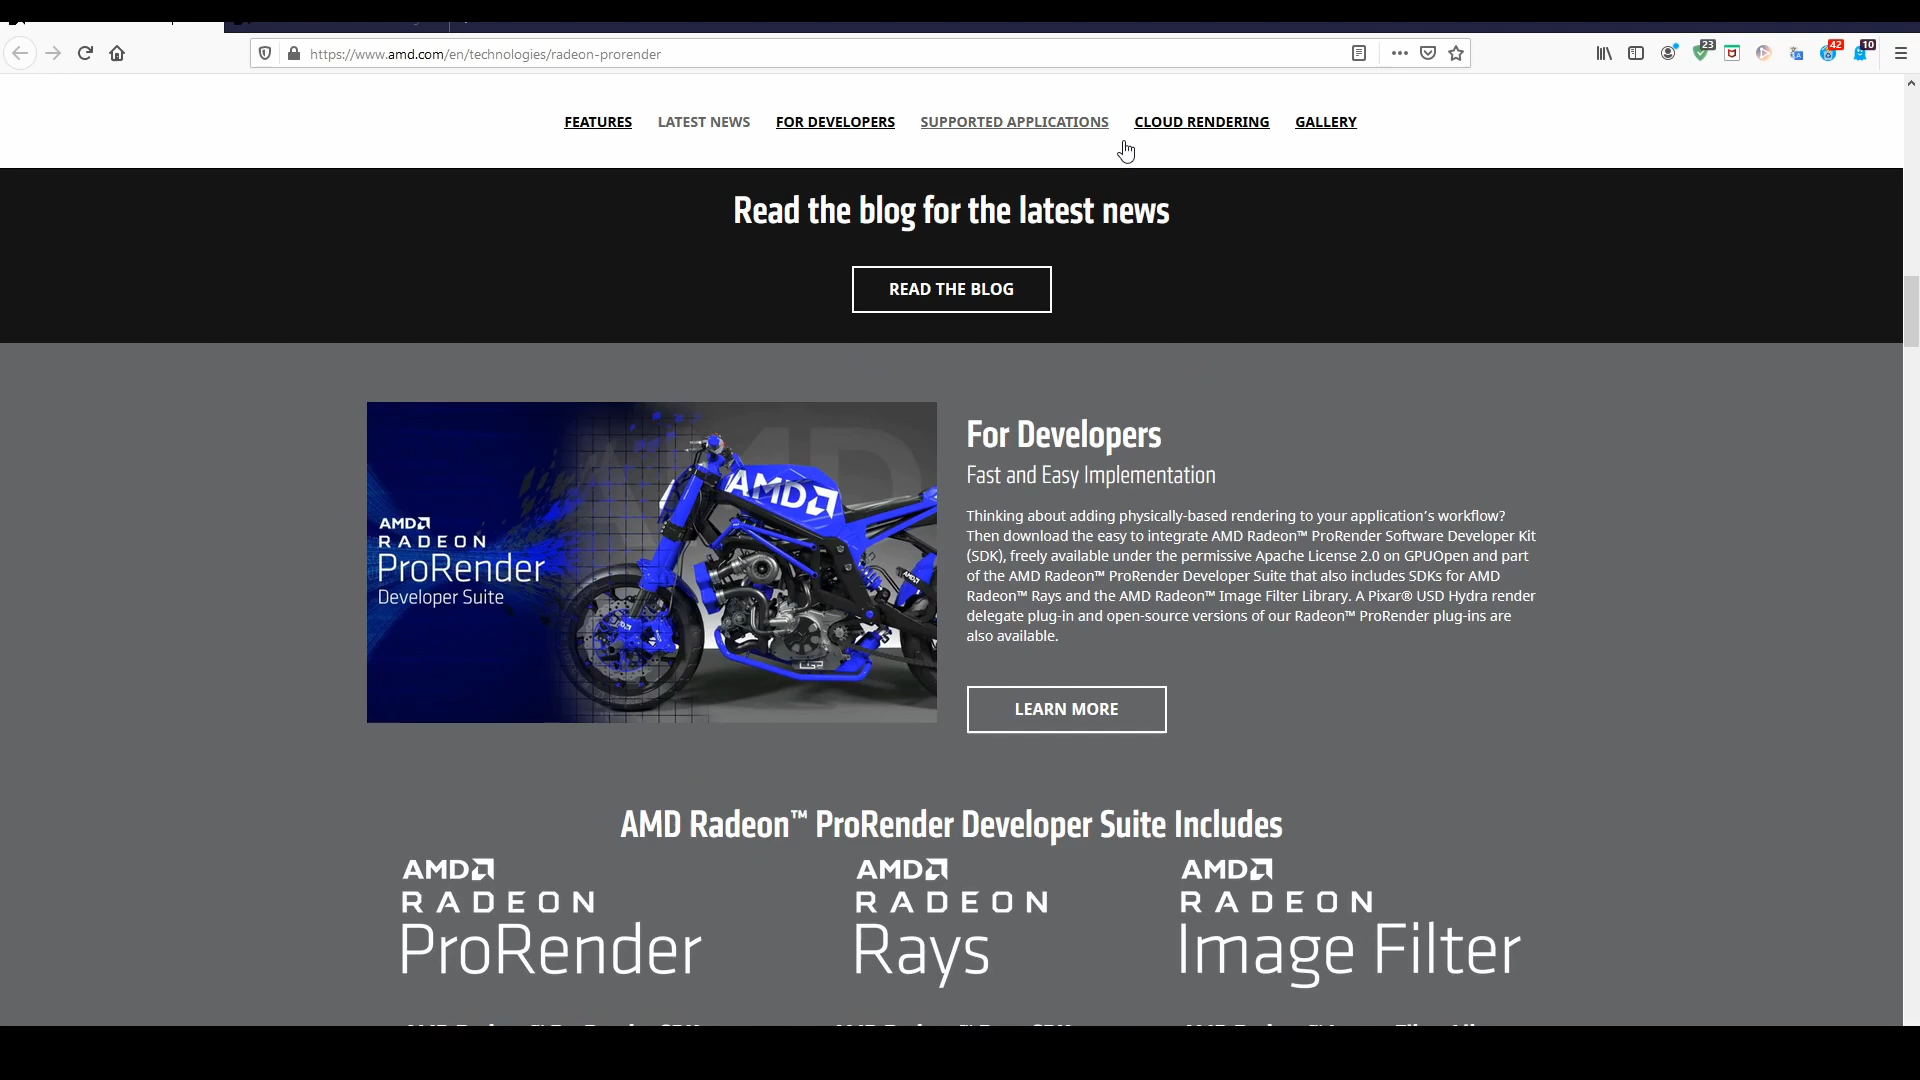 https://www.amd.com/en/technologies/radeon-prorender
23
42
10
FEATURES LATEST NEWS FOR DEVELOPERS SUPPORTED APPLICATIONS CLOUD RENDERING GALLERY
Read the blog for the latest news
READ THE BLOG
AMD
AMD
RADEON
ProRender
Developer Suite
AMD
For Developers
Fast and Easy Implementation
Thinking about adding physically-based rendering to your application’s workflow?
Then download the easy to integrate AMD Radeon™ ProRender Software Developer Kit
(SDK), freely available under the permissive Apache License 2.0 on GPUOpen and part
of the AMD Radeon™ ProRender Developer Suite that also includes SDKs for AMD
Radeon™ Rays and the AMD Radeon™ Image Filter Library. A Pixar® USD Hydra render
delegate plug-in and open-source versions of our Radeon™ ProRender plug-ins are
also available.
LEARN MORE
AMD Radeon™ ProRender Developer Suite Includes
AMD
RADEON
ProRender
AMD
RADEON
Rays
AMD
RADEON
Image Filter